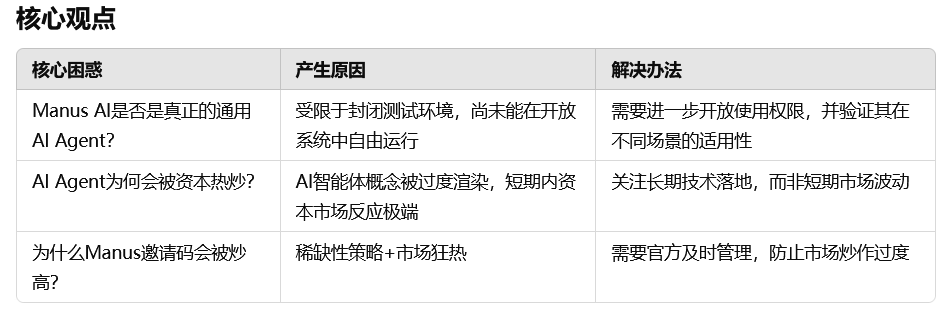 核心观点
核心困惑 产生原因 解决办法
Manus AI是否是真正的通用
AI Agent?
受限于封闭测试环境，尚未能在开放
系统中自由运行
需要进一步开放使用权限，并验证其在
不同场景的适用性
AI Agent为何会被资本热炒?
AI智能体概念被过度渲染，短期内资
本市场反应极端
关注长期技术落地，而非短期市场波动
为什么Manus邀请码会被炒
高?
稀缺性策略+市场狂热
需要官方及时管理，防止市场炒作过度